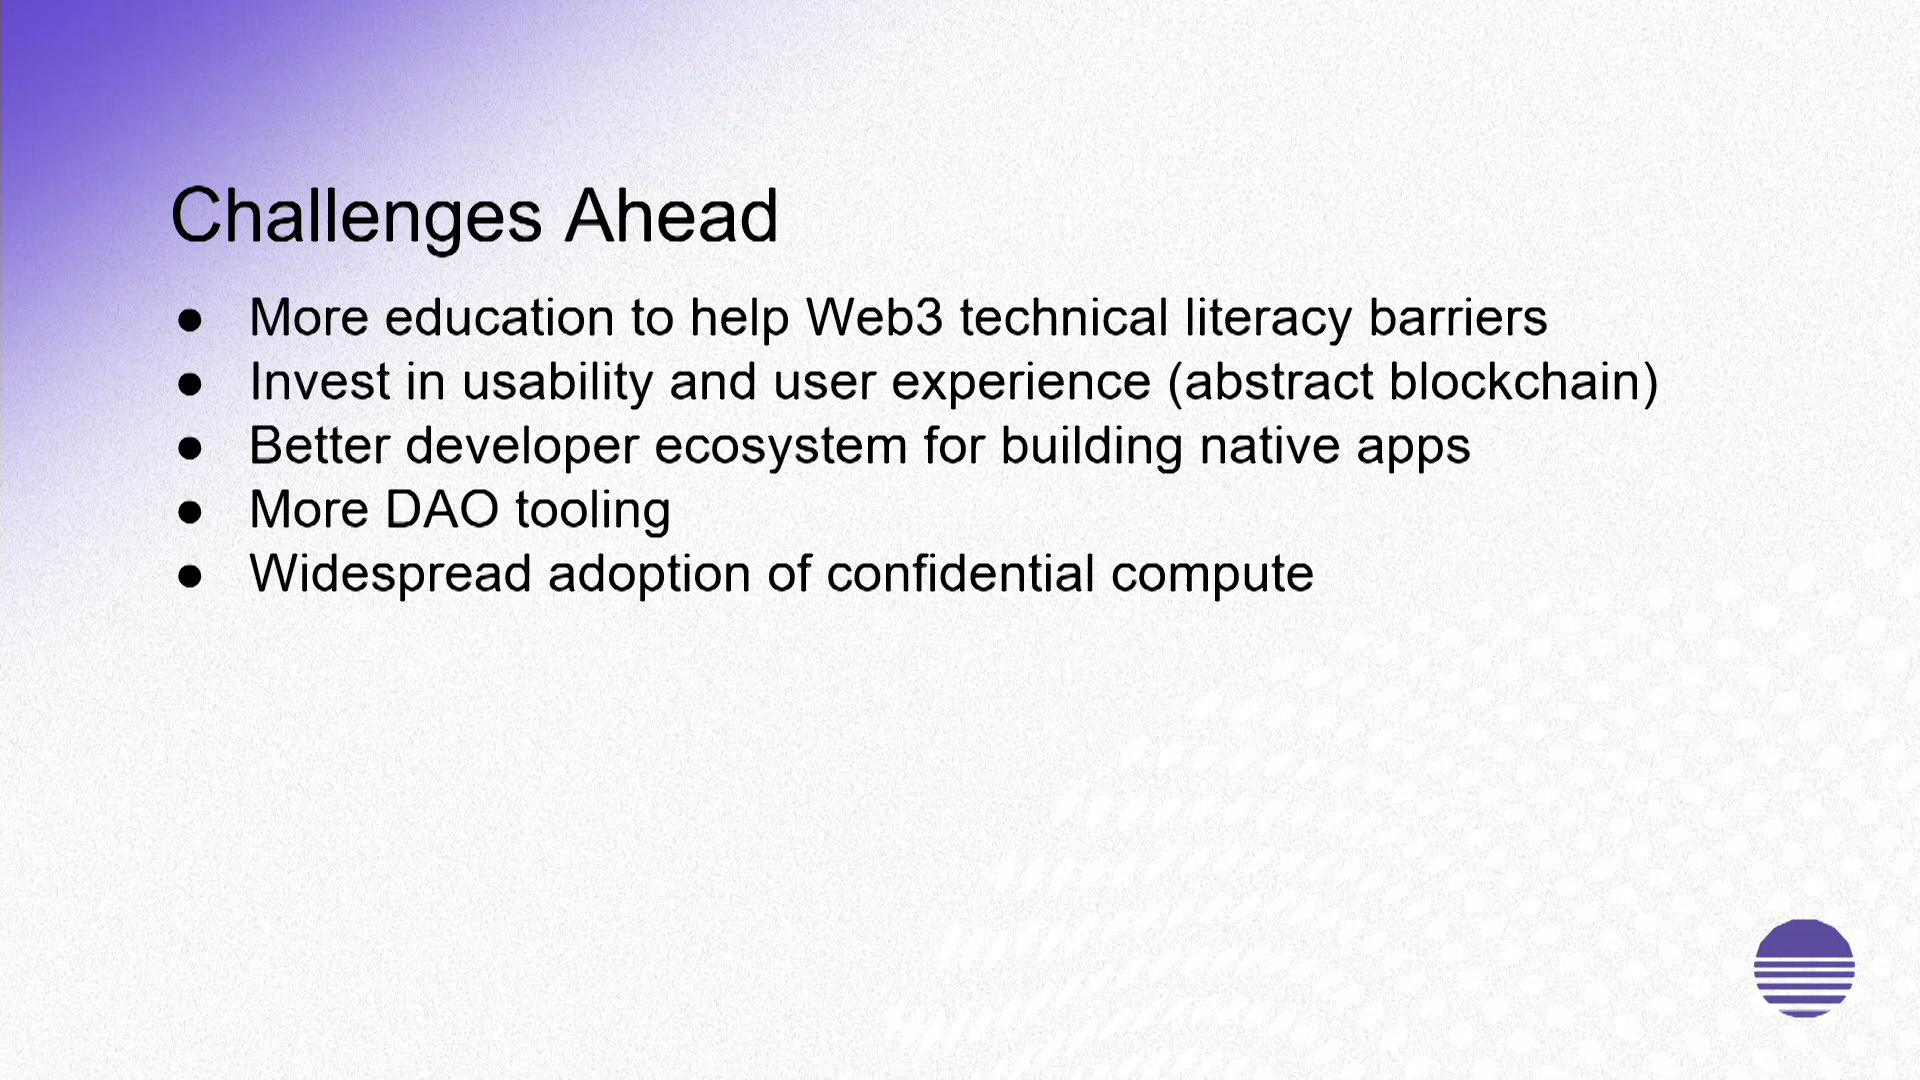 Challenges Ahead
● More education to help Web3 technical literacy barriers
● Invest in usability and user experience (abstract blockchain)
● Better developer ecosystem for building native apps
● More DAO tooling
● Widespread adoption of confidential compute